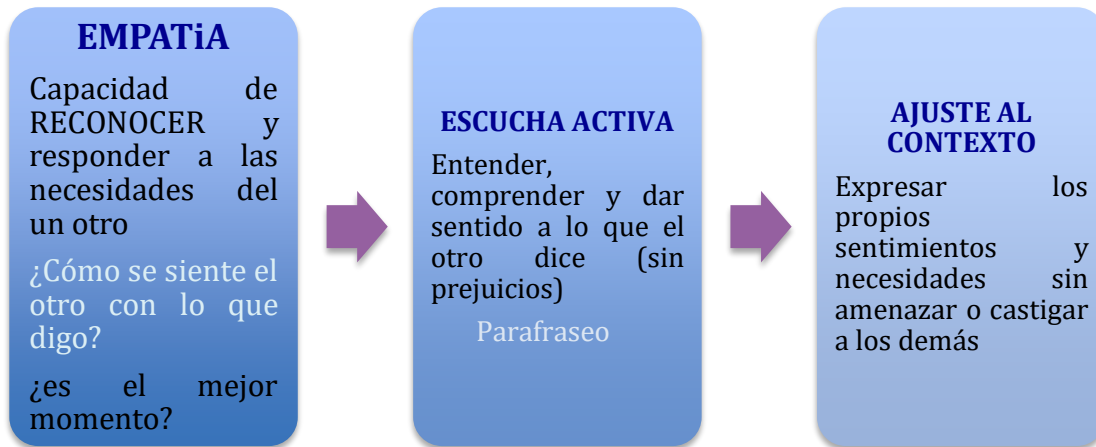 EMPATiA
Capacidad de
RECONOCER y
responder a las
necesidades del
un otro
¿Cómo se siente el
otro con lo que
digo?
¿es el mejor
momento?
ESCUCHA ACTIVA
Entender,
comprender y dar
sentido a lo que el
otro dice (sin
prejuicios)
Parafraseo
AJUSTE AL
CONTEXTO
Expresar los
propios
sentimientos y
necesidades sin
amenazar o castigar
a los demás